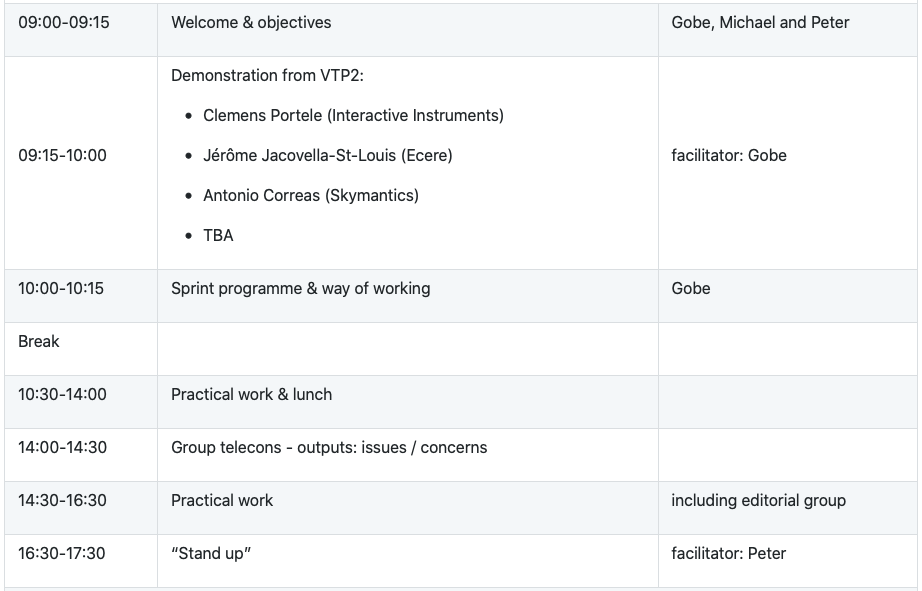 09:00-09:15 Welcome & objectives Gobe, Michael and Peter
Demonstration from VTP2:
• Clemens Portele (Interactive Instruments)
09:15-10:00 • Jérôme Jacovella-St-Louis (Ecere) facilitator: Gobe
• Antonio Correas (Skymantics)
• TBA
10:00-10:15 Sprint programme & way of working Gobe
Break
10:30-14:00 Practical work & lunch
14:00-14:30 Group telecons - outputs: issues / concerns
14:30-16:30 Practical work including editorial group
16:30-17:30 “Stand up” facilitator: Peter